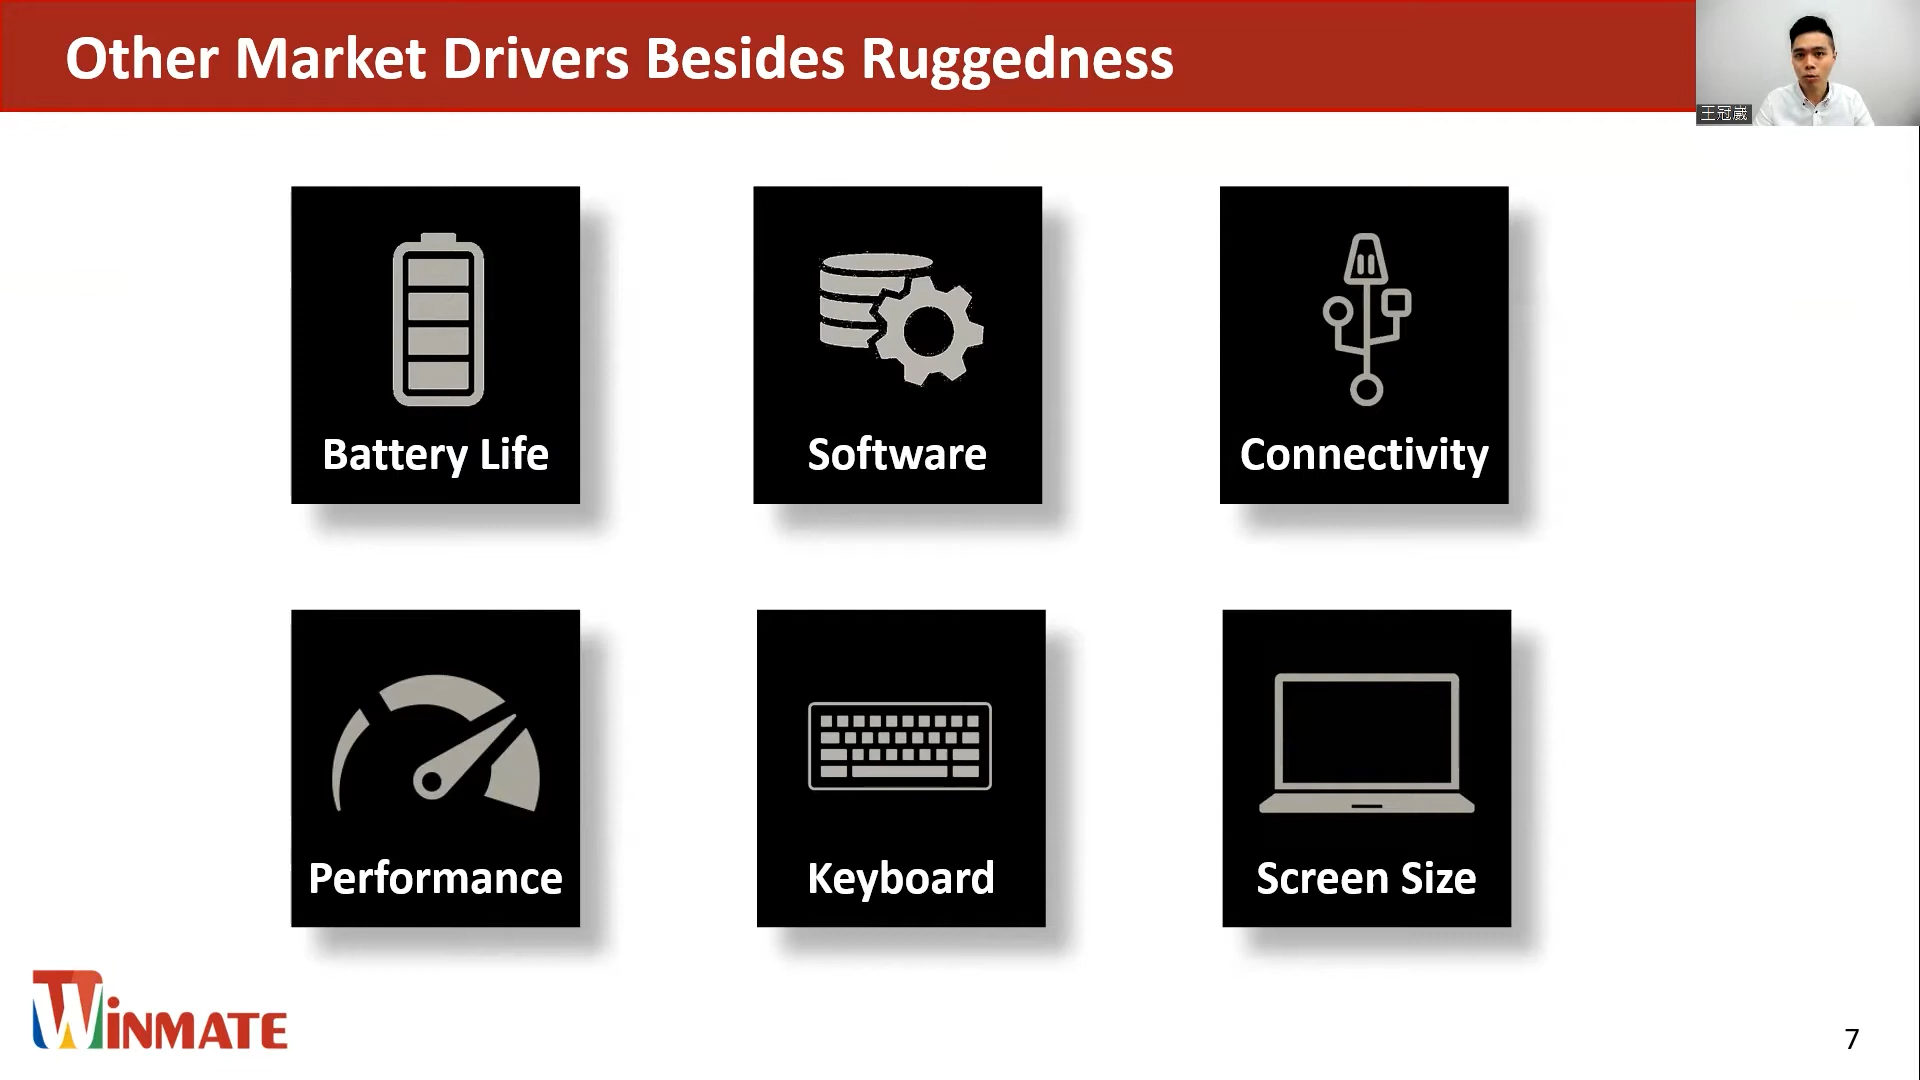 Other Market Drivers Besides Ruggedness
王冠崴
Battery Life
Software
Connectivity
Performance
Keyboard
Screen Size
WINMATE
7